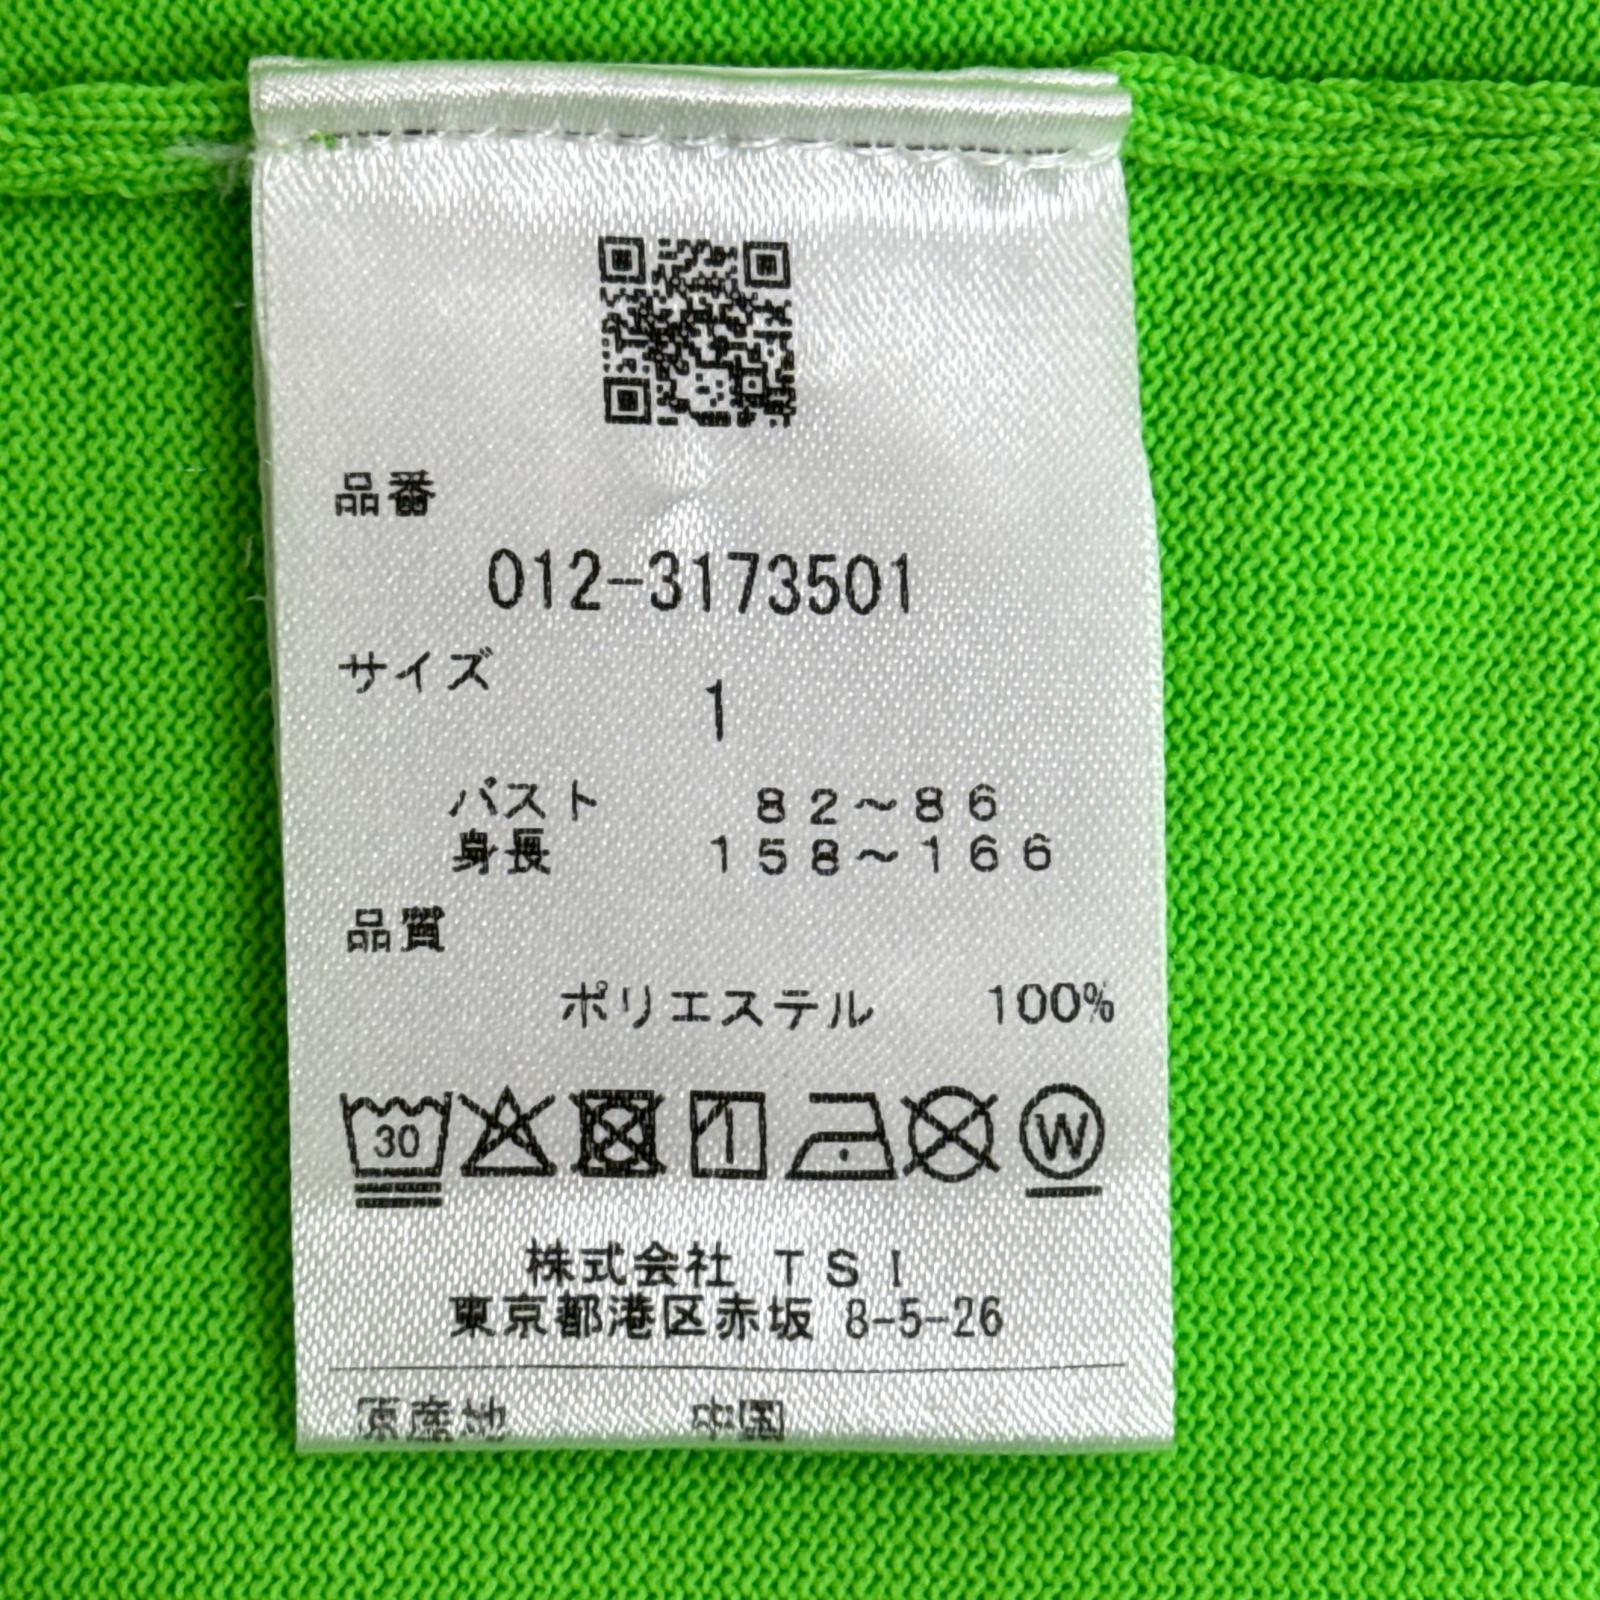 品番
012-3173501
サイズ
1
バスト 82〜86
身長 158〜166
品質
ポリエステル 100%
30 W
株式会社 TSI
東京都港区赤坂 8-5-26
原産地 中国